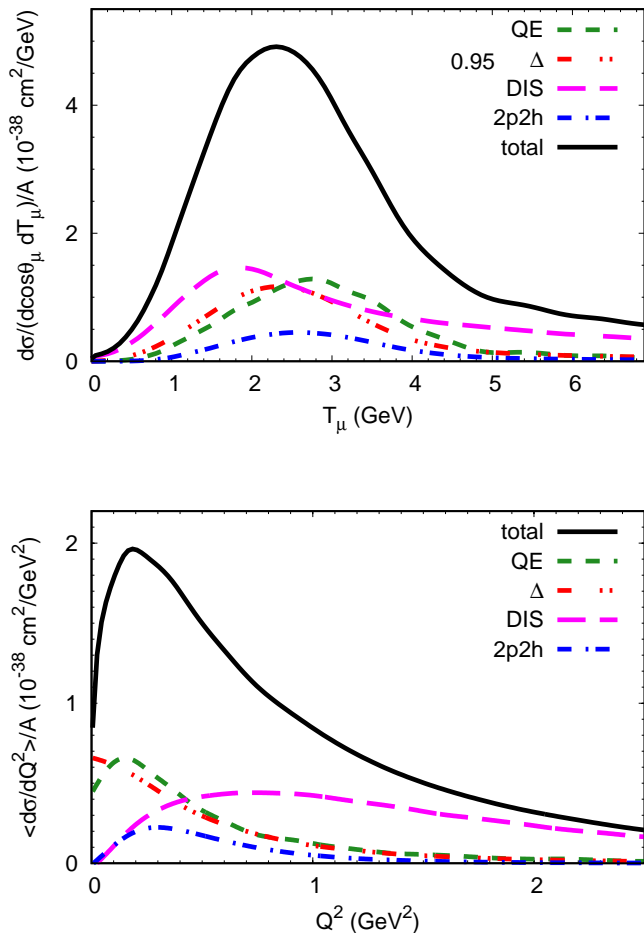 QE
0.95 Δ
DIS
2p2h
total
dσ/(dcosθμ dTμ)/A (10⁻³⁸ cm²/GeV)
4
2
0
0 1 2 3 4 5 6
Tμ (GeV)
total
QE
Δ
DIS
2p2h
<dσ/dQ²>/A (10⁻³⁸ cm²/GeV²)
2
1
0
0 1 2
Q² (GeV²)